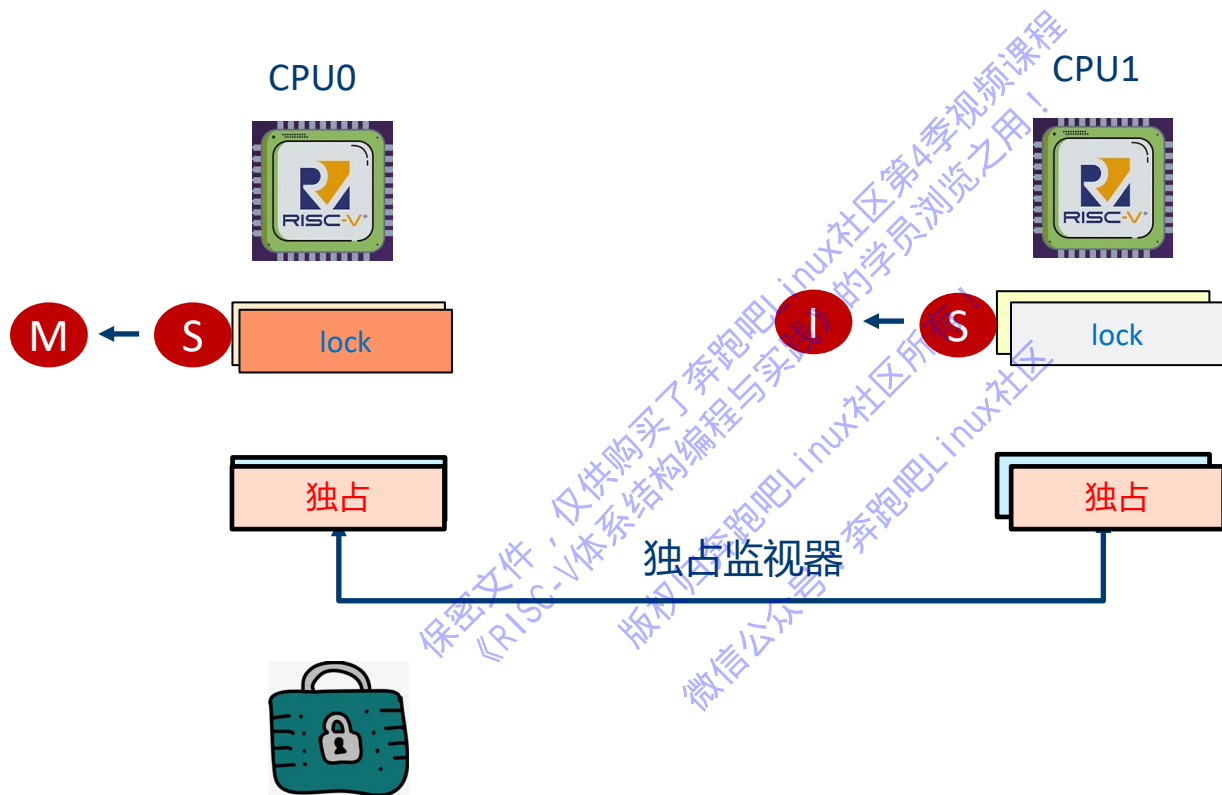 CPU0
CPU1
RISC-V®
RISC-V®
M
S
lock
I
S
lock
独占
独占
独占监视器
保密文件，仅供购买了奔跑吧Linux社区第4季视频课程
《RISC-V体系结构编程与实践》的学员浏览之用！
版权归奔跑吧Linux社区所有！
微信公众号：奔跑吧Linux社区